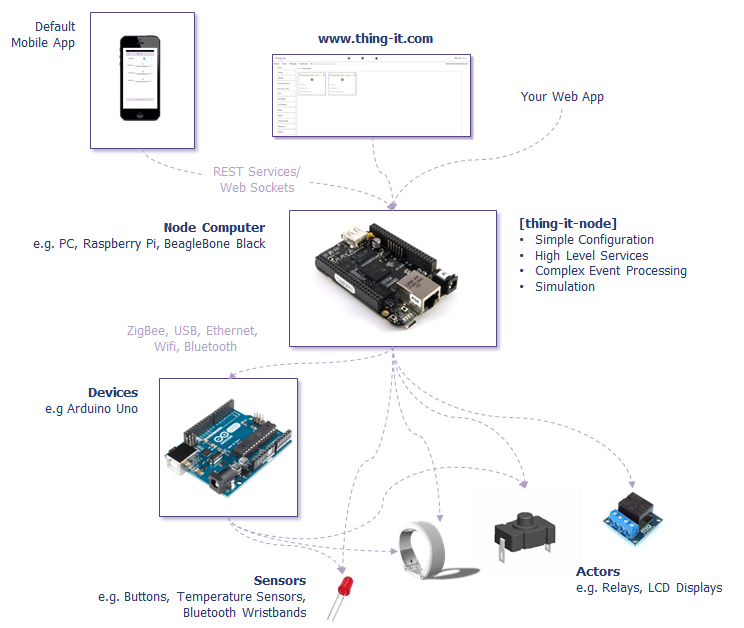 Default
Mobile App
www.thing-it.com
Your Web App
REST Services/
Web Sockets
Node Computer
e.g. PC, Raspberry Pi, BeagleBone Black
[thing-it-node]
• Simple Configuration
• High Level Services
• Complex Event Processing
• Simulation
ZigBee, USB, Ethernet,
Wifi, Bluetooth
Devices
e.g Arduino Uno
Sensors
e.g. Buttons, Temperature Sensors,
Bluetooth Wristbands
Actors
e.g. Relays, LCD Displays